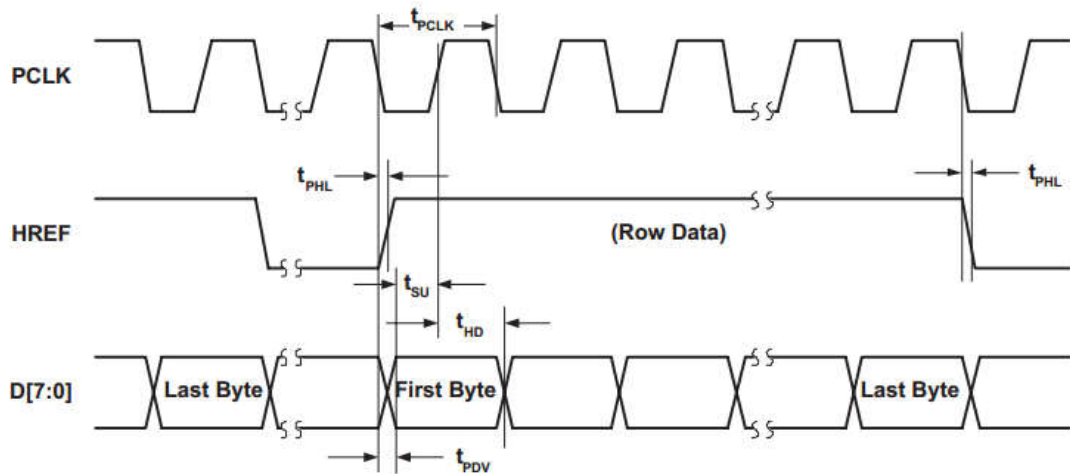 tPCLK
PCLK
tPHL
tPHL
HREF
(Row Data)
tSU
tHD
D[7:0]
Last Byte
First Byte
Last Byte
tPDV